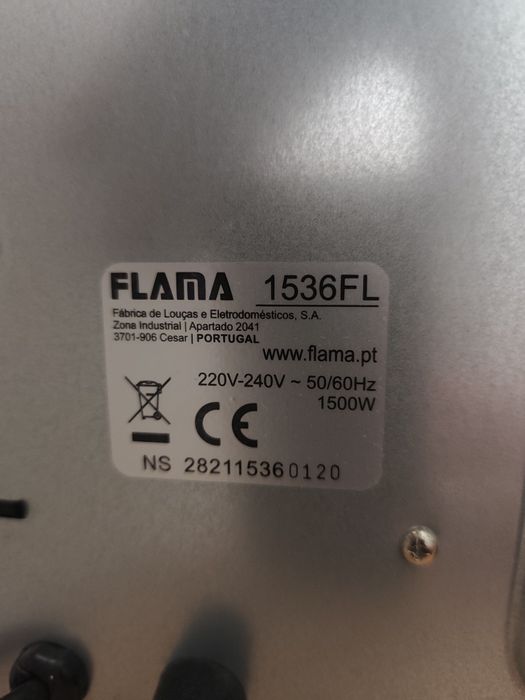 FLAMA 1536FL
Fábrica de Louças e Eletrodomésticos, S.A.
Zona Industrial | Apartado 2041
3701-906 Cesar | PORTUGAL
www.flama.pt
220V-240V ~ 50/60Hz
1500W
CE
NS 282115360120